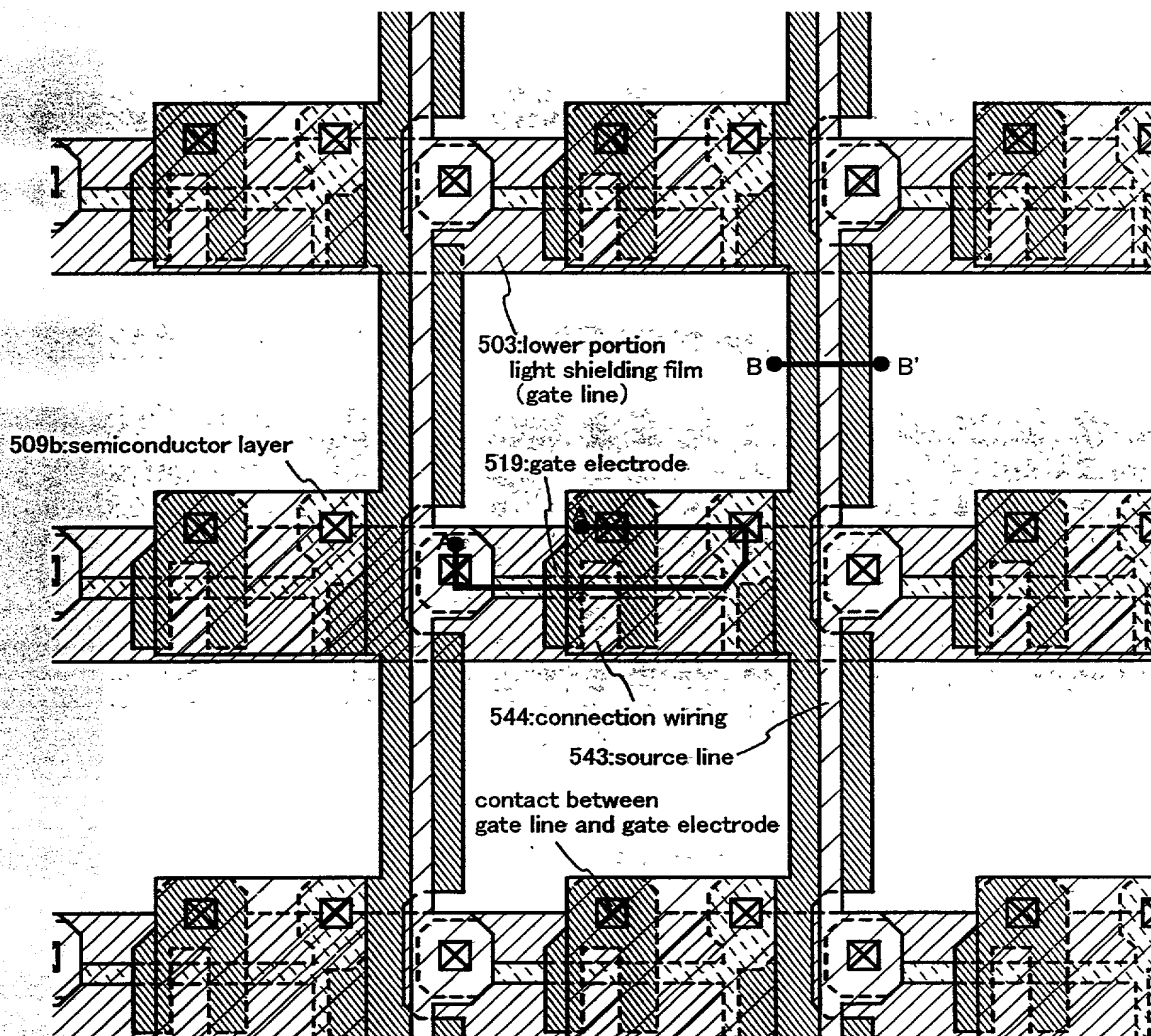 503:lower portion
light shielding film
(gate line)
B
B'
509b:semiconductor layer
519:gate electrode
A
544:connection wiring
543:source line
contact between
gate line and gate electrode